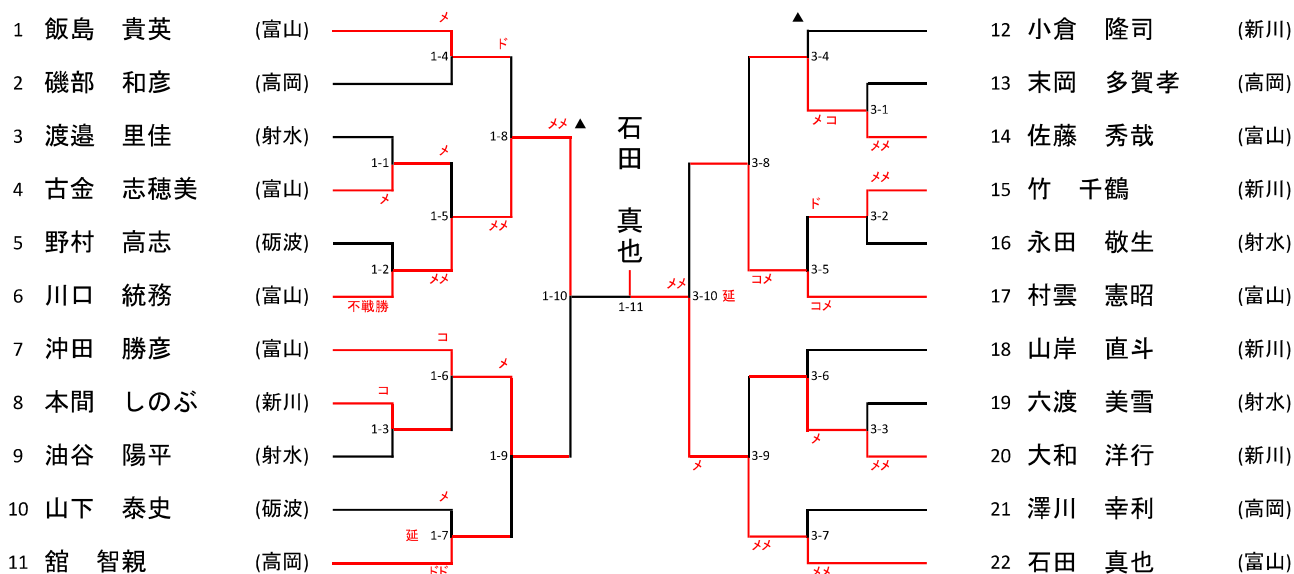 1 飯島 貴英 (富山)
2 磯部 和彦 (高岡)
3 渡邉 里佳 (射水)
4 古金 志穂美 (富山)
5 野村 高志 (砺波)
6 川口 統務 (富山)
7 沖田 勝彦 (富山)
8 本間 しのぶ (新川)
9 油谷 陽平 (射水)
10 山下 泰史 (砺波)
11 舘 智親 (高岡)
メ
1-4
ド
1-8
メメ ▲
メ
1-1
メ
1-5
メメ
1-2
メメ
不戦勝
1-10
コ
1-6
メ
コ
1-3
1-9
メ
延 1-7
ドド
石田 真也
1-11
▲
3-4
3-1
メコ
メメ
3-8
メメ
3-2
ド
3-5
コメ
コメ
メメ
3-10 延
3-6
3-3
メ
メメ
メ
3-9
3-7
メメ
メメ
12 小倉 隆司 (新川)
13 末岡 多賀孝 (高岡)
14 佐藤 秀哉 (富山)
15 竹 千鶴 (新川)
16 永田 敬生 (射水)
17 村雲 憲昭 (富山)
18 山岸 直斗 (新川)
19 六渡 美雪 (射水)
20 大和 洋行 (新川)
21 澤川 幸利 (高岡)
22 石田 真也 (富山)